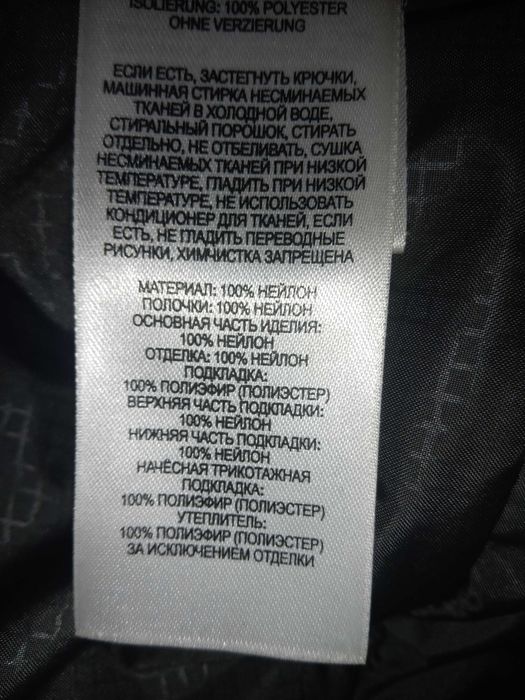 ISOLIERUNG: 100% POLYESTER
OHNE VERZIERUNG
ЕСЛИ ЕСТЬ, ЗАСТЕГНУТЬ КРЮЧКИ,
МАШИННАЯ СТИРКА НЕСМИНАЕМЫХ
ТКАНЕЙ В ХОЛОДНОЙ ВОДЕ,
СТИРАЛЬНЫЙ ПОРОШОК, СТИРАТЬ
ОТДЕЛЬНО, НЕ ОТБЕЛИВАТЬ, СУШКА
НЕСМИНАЕМЫХ ТКАНЕЙ ПРИ НИЗКОЙ
ТЕМПЕРАТУРЕ, ГЛАДИТЬ ПРИ НИЗКОЙ
ТЕМПЕРАТУРЕ, НЕ ИСПОЛЬЗОВАТЬ
КОНДИЦИОНЕР ДЛЯ ТКАНЕЙ, ЕСЛИ
ЕСТЬ, НЕ ГЛАДИТЬ ПЕРЕВОДНЫЕ
РИСУНКИ, ХИМЧИСТКА ЗАПРЕЩЕНА
МАТЕРИАЛ: 100% НЕЙЛОН
ПОЛОЧКИ: 100% НЕЙЛОН
ОСНОВНАЯ ЧАСТЬ ИЗДЕЛИЯ:
100% НЕЙЛОН
ОТДЕЛКА: 100% НЕЙЛОН
ПОДКЛАДКА:
100% ПОЛИЭФИР (ПОЛИЭСТЕР)
ВЕРХНЯЯ ЧАСТЬ ПОДКЛАДКИ:
100% НЕЙЛОН
НИЖНЯЯ ЧАСТЬ ПОДКЛАДКИ:
100% НЕЙЛОН
НАЧЁСНАЯ ТРИКОТАЖНАЯ
ПОДКЛАДКА:
100% ПОЛИЭФИР (ПОЛИЭСТЕР)
УТЕПЛИТЕЛЬ:
100% ПОЛИЭФИР (ПОЛИЭСТЕР)
ЗА ИСКЛЮЧЕНИЕМ ОТДЕЛКИ